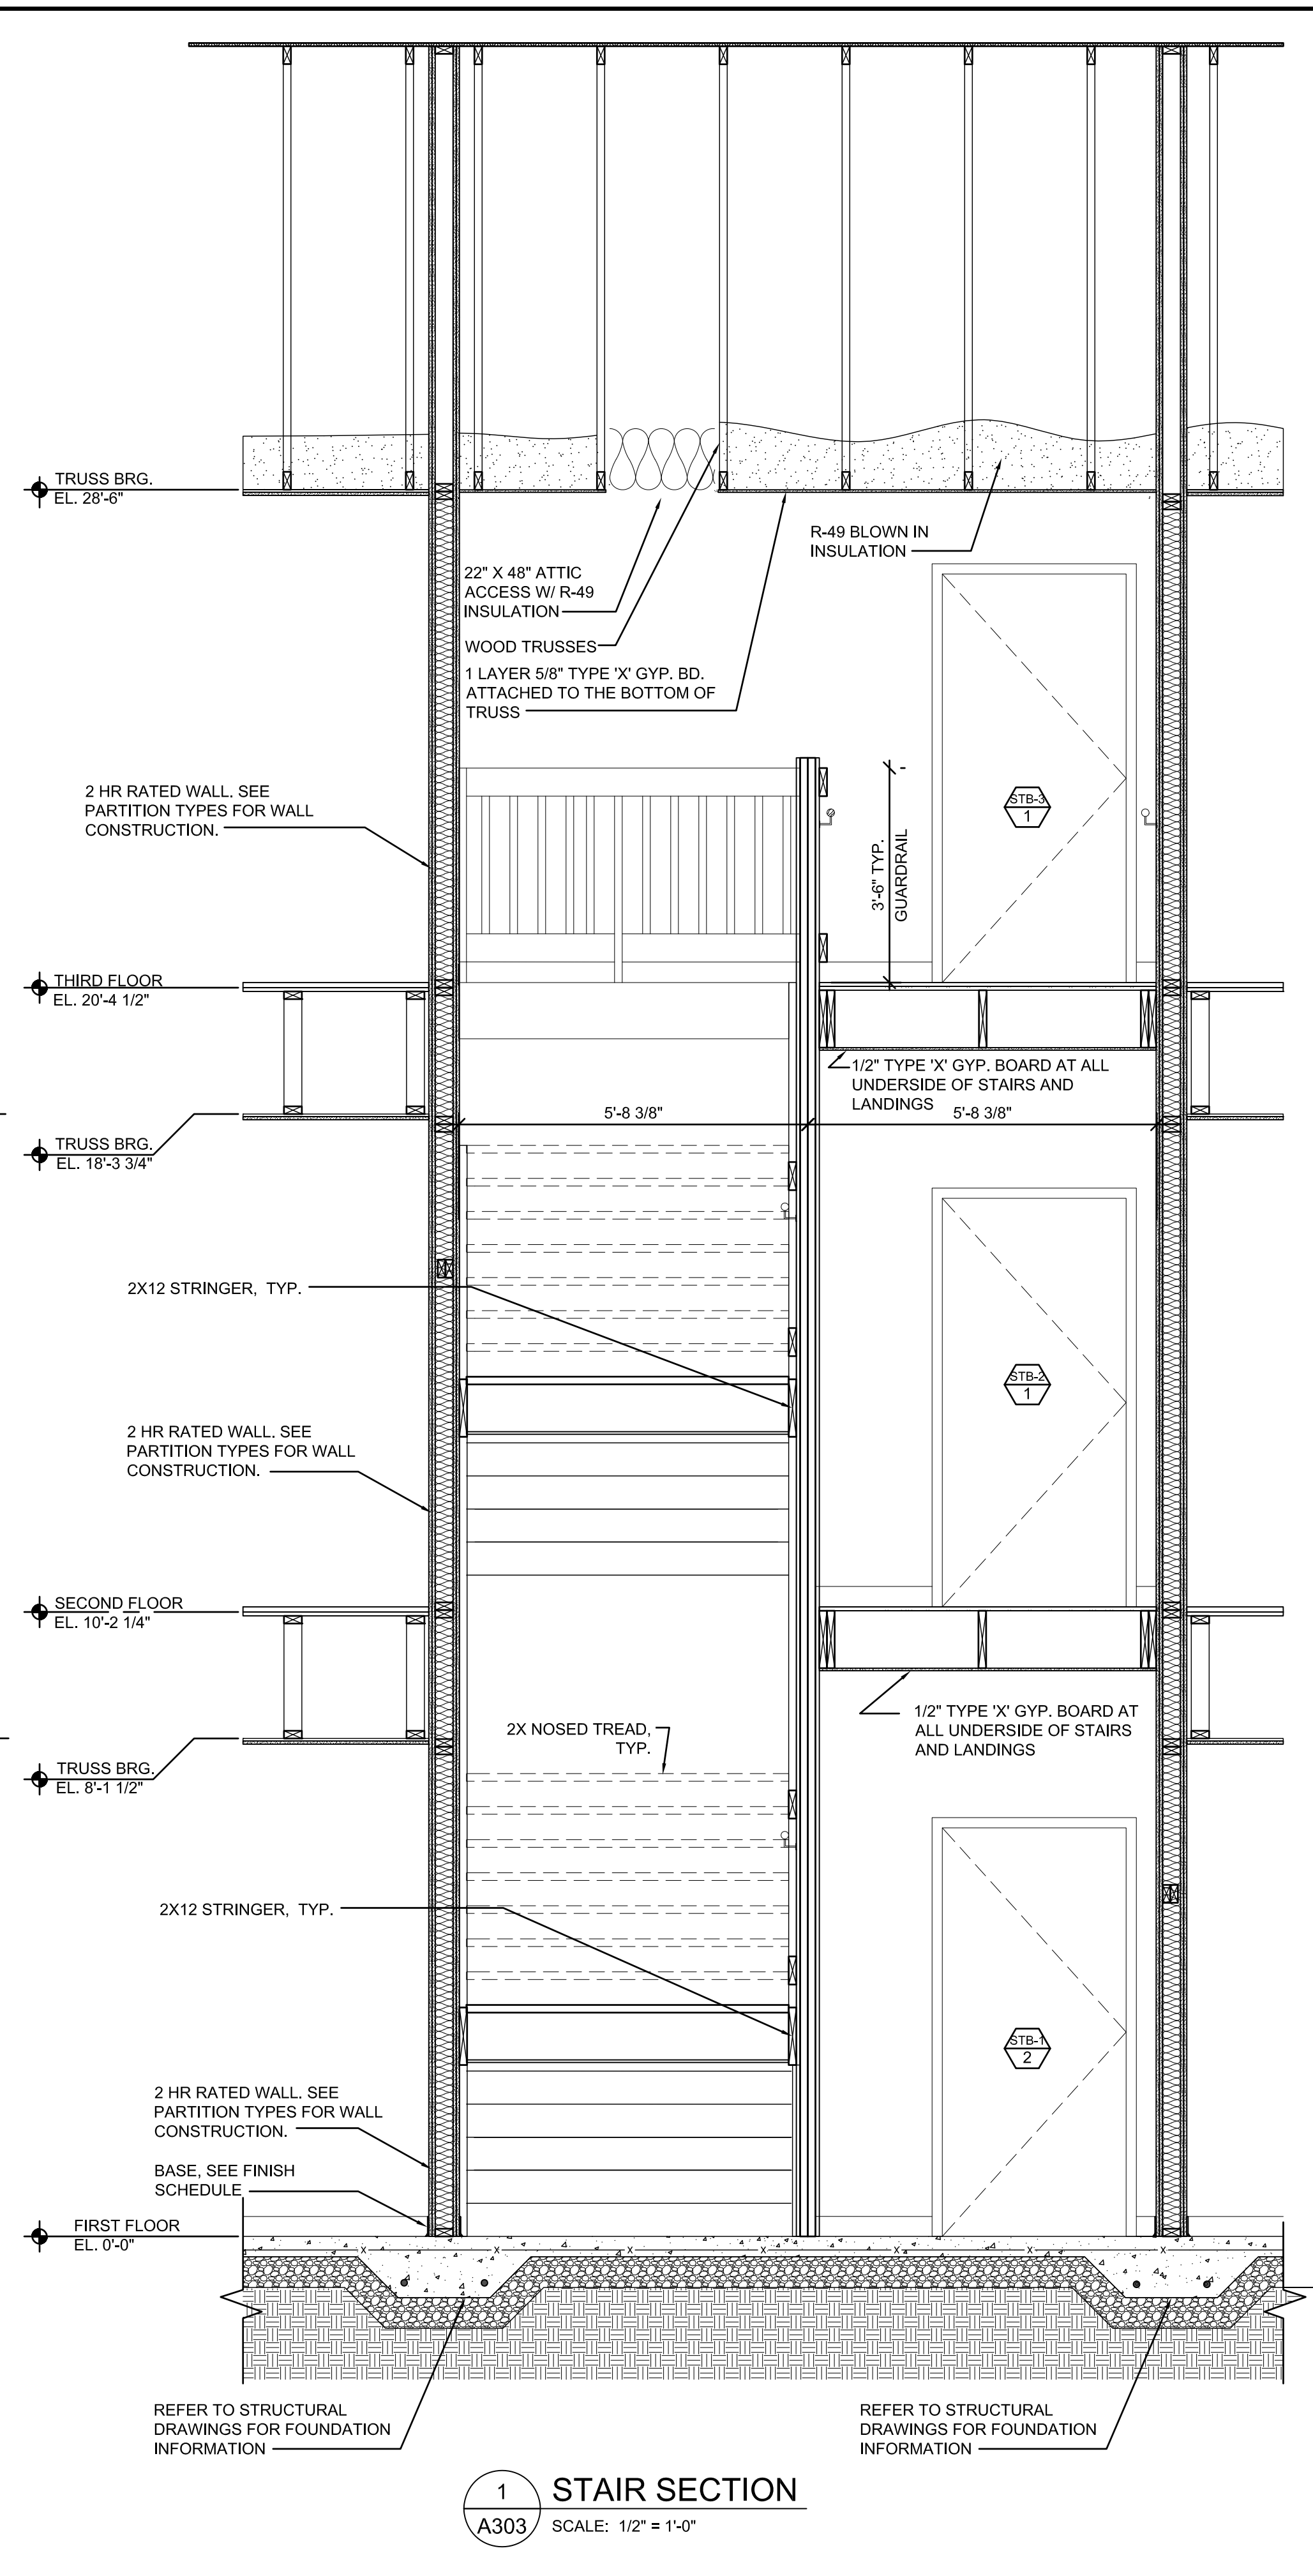 TRUSS BRG.
EL. 28'-6"
R-49 BLOWN IN
INSULATION
22" X 48" ATTIC
ACCESS W/ R-49
INSULATION
WOOD TRUSSES
1 LAYER 5/8" TYPE 'X' GYP. BD.
ATTACHED TO THE BOTTOM OF
TRUSS
2 HR RATED WALL. SEE
PARTITION TYPES FOR WALL
CONSTRUCTION.
3'-6" TYP.
GUARDRAIL
STB-3
1
THIRD FLOOR
EL. 20'-4 1/2"
1/2" TYPE 'X' GYP. BOARD AT ALL
UNDERSIDE OF STAIRS AND
LANDINGS
5'-8 3/8"
5'-8 3/8"
TRUSS BRG.
EL. 18'-3 3/4"
2X12 STRINGER, TYP.
STB-2
1
2 HR RATED WALL. SEE
PARTITION TYPES FOR WALL
CONSTRUCTION.
SECOND FLOOR
EL. 10'-2 1/4"
1/2" TYPE 'X' GYP. BOARD AT
ALL UNDERSIDE OF STAIRS
AND LANDINGS
2X NOSED TREAD,
TYP.
TRUSS BRG.
EL. 8'-1 1/2"
2X12 STRINGER, TYP.
STB-1
2
2 HR RATED WALL. SEE
PARTITION TYPES FOR WALL
CONSTRUCTION.
BASE, SEE FINISH
SCHEDULE
FIRST FLOOR
EL. 0'-0"
X X X X X X X
REFER TO STRUCTURAL
DRAWINGS FOR FOUNDATION
INFORMATION
REFER TO STRUCTURAL
DRAWINGS FOR FOUNDATION
INFORMATION
1
A303
STAIR SECTION
SCALE: 1/2" = 1'-0"